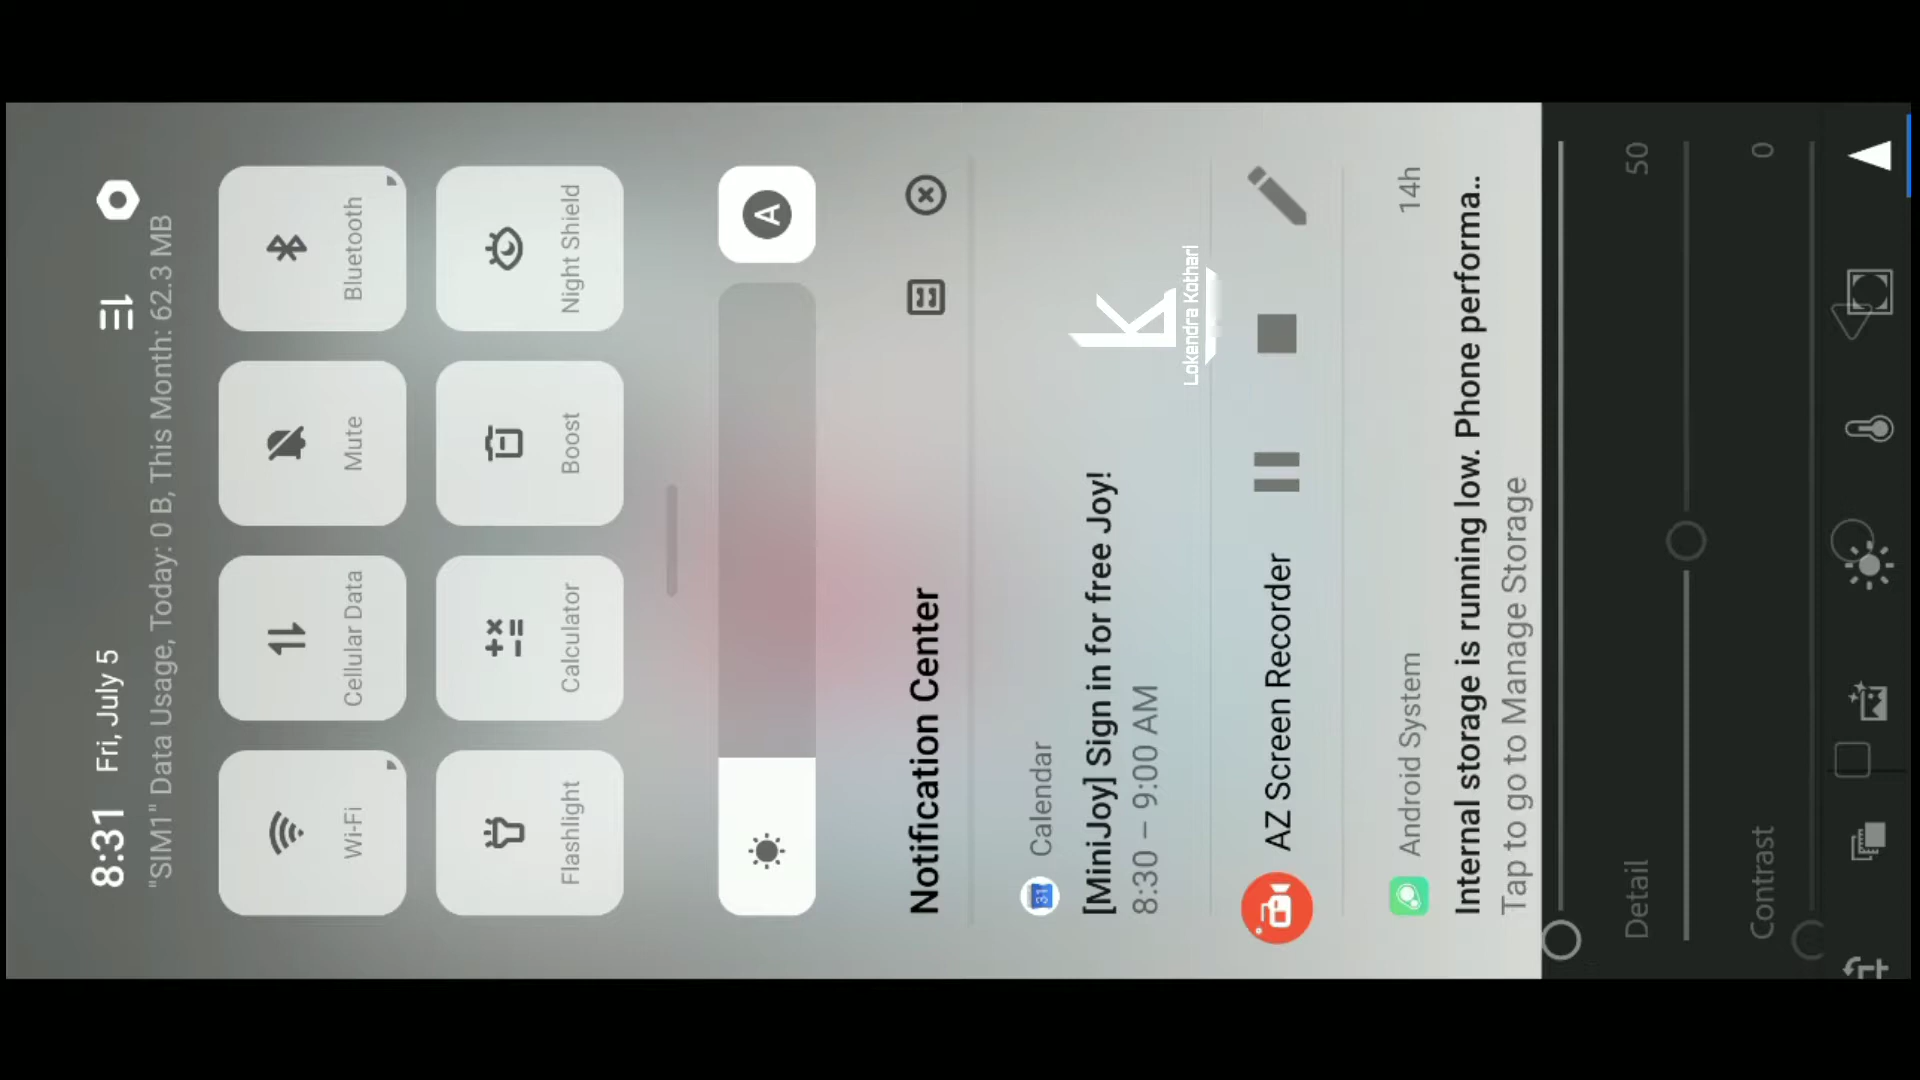 8:31 Fri, July 5
"SIM1" Data Usage, Today: 0 B, This Month: 62.3 MB
Wi-Fi
Cellular Data
Mute
Bluetooth
Flashlight
Calculator
Boost
Night Shield
A
Notification Center
31 Calendar
[MiniJoy] Sign in for free Joy!
8:30 – 9:00 AM
K
Lokendra Kothari
AZ Screen Recorder
Android System 14h
Internal storage is running low. Phone performa..
Tap to go to Manage Storage
Detail 50
Contrast 0